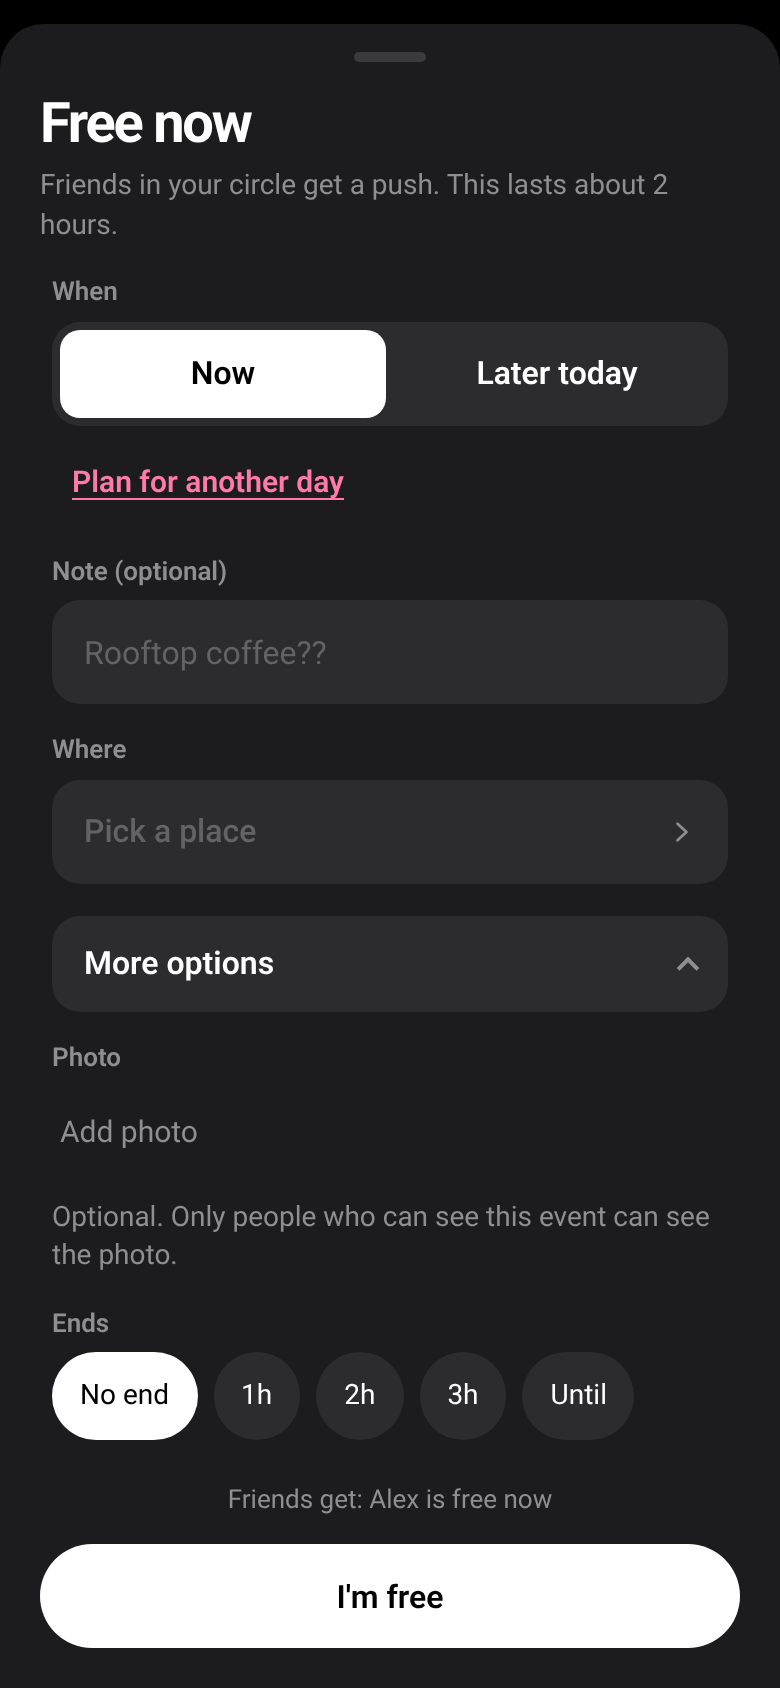 Free now
Friends in your circle get a push. This lasts about 2
hours.
When
Now
Later today
Plan for another day
Note (optional)
Rooftop coffee??
Where
Pick a place
More options
Photo
Add photo
Optional. Only people who can see this event can see
the photo.
Ends
No end
1h
2h
3h
Until
Friends get: Alex is free now
I'm free